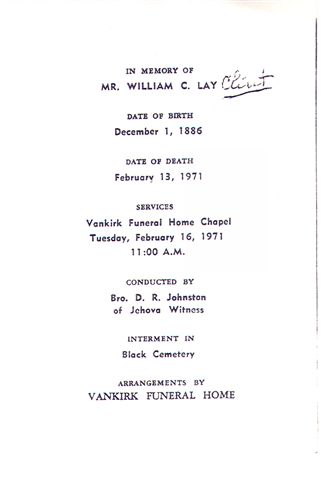 IN MEMORY OF
MR. WILLIAM C. LAY Clint
DATE OF BIRTH
December 1, 1886
DATE OF DEATH
February 13, 1971
SERVICES
Vankirk Funeral Home Chapel
Tuesday, February 16, 1971
11:00 A.M.
CONDUCTED BY
Bro. D. R. Johnston
of Jehova Witness
INTERMENT IN
Black Cemetery
ARRANGEMENTS BY
VANKIRK FUNERAL HOME